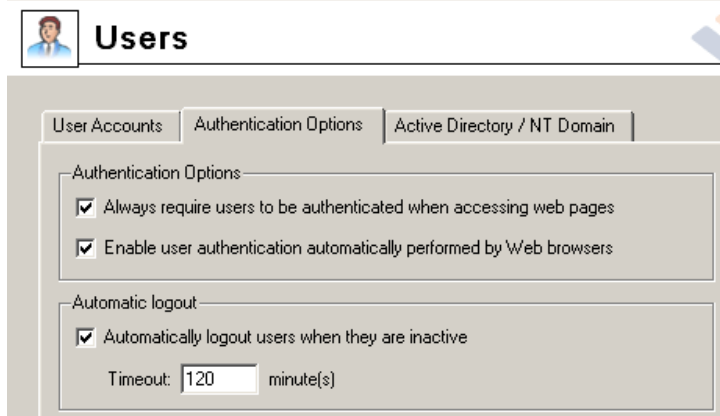 Users
User Accounts
Authentication Options
Active Directory / NT Domain
Authentication Options
Always require users to be authenticated when accessing web pages
Enable user authentication automatically performed by Web browsers
Automatic logout
Automatically logout users when they are inactive
Timeout: 120 minute(s)